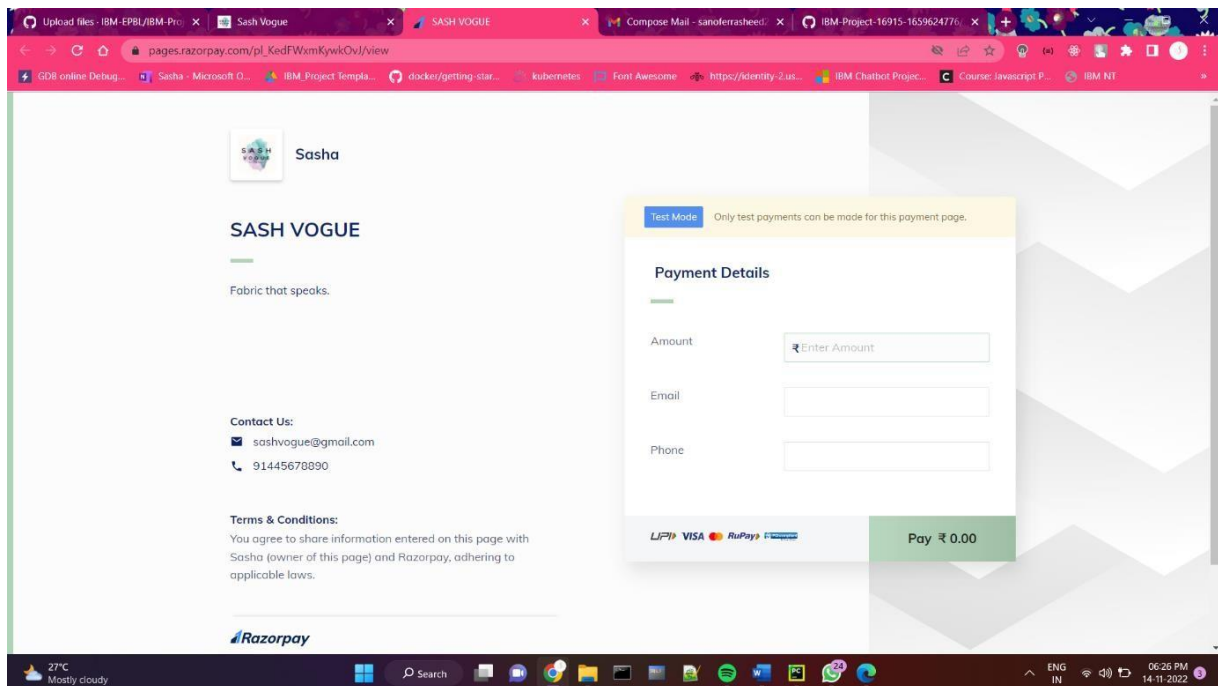 Upload files · IBM-EPBL/IBM-Proj
Sash Vogue
SASH VOGUE
Compose Mail - sanoferrasheed
IBM-Project-16915-1659624776
pages.razorpay.com/pl_KedFWxmKywkOvJ/view
GDB online Debug...
Sasha - Microsoft O...
IBM_Project Templa...
docker/getting-star...
kubernetes
Font Awesome
https://identity-2.us...
IBM Chatbot Projec...
Course: Javascript P...
IBM NT
SASH
VOGUE
Sasha
SASH VOGUE
Fabric that speaks.
Contact Us:
sashvogue@gmail.com
91445678890
Terms & Conditions:
You agree to share information entered on this page with
Sasha (owner of this page) and Razorpay, adhering to
applicable laws.
Razorpay
Test Mode Only test payments can be made for this payment page.
Payment Details
Amount
₹ Enter Amount
Email
Phone
UPI VISA RuPay
Pay ₹ 0.00
27°C
Mostly cloudy
Search
24
ENG
IN
06:26 PM
14-11-2022
3